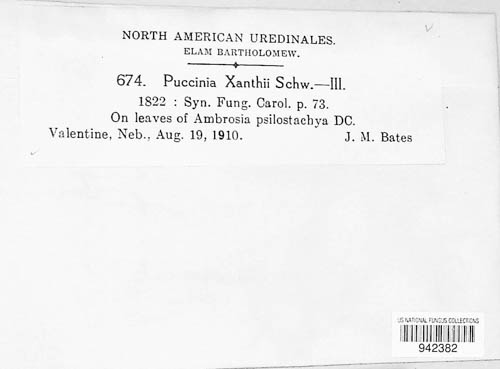 NORTH AMERICAN UREDINALES.
ELAM BARTHOLOMEW.
674. Puccinia Xanthii Schw.—III.
1822 : Syn. Fung. Carol. p. 73.
On leaves of Ambrosia psilostachya DC.
Valentine, Neb., Aug. 19, 1910. J. M. Bates
US NATIONAL FUNGUS COLLECTIONS
942382